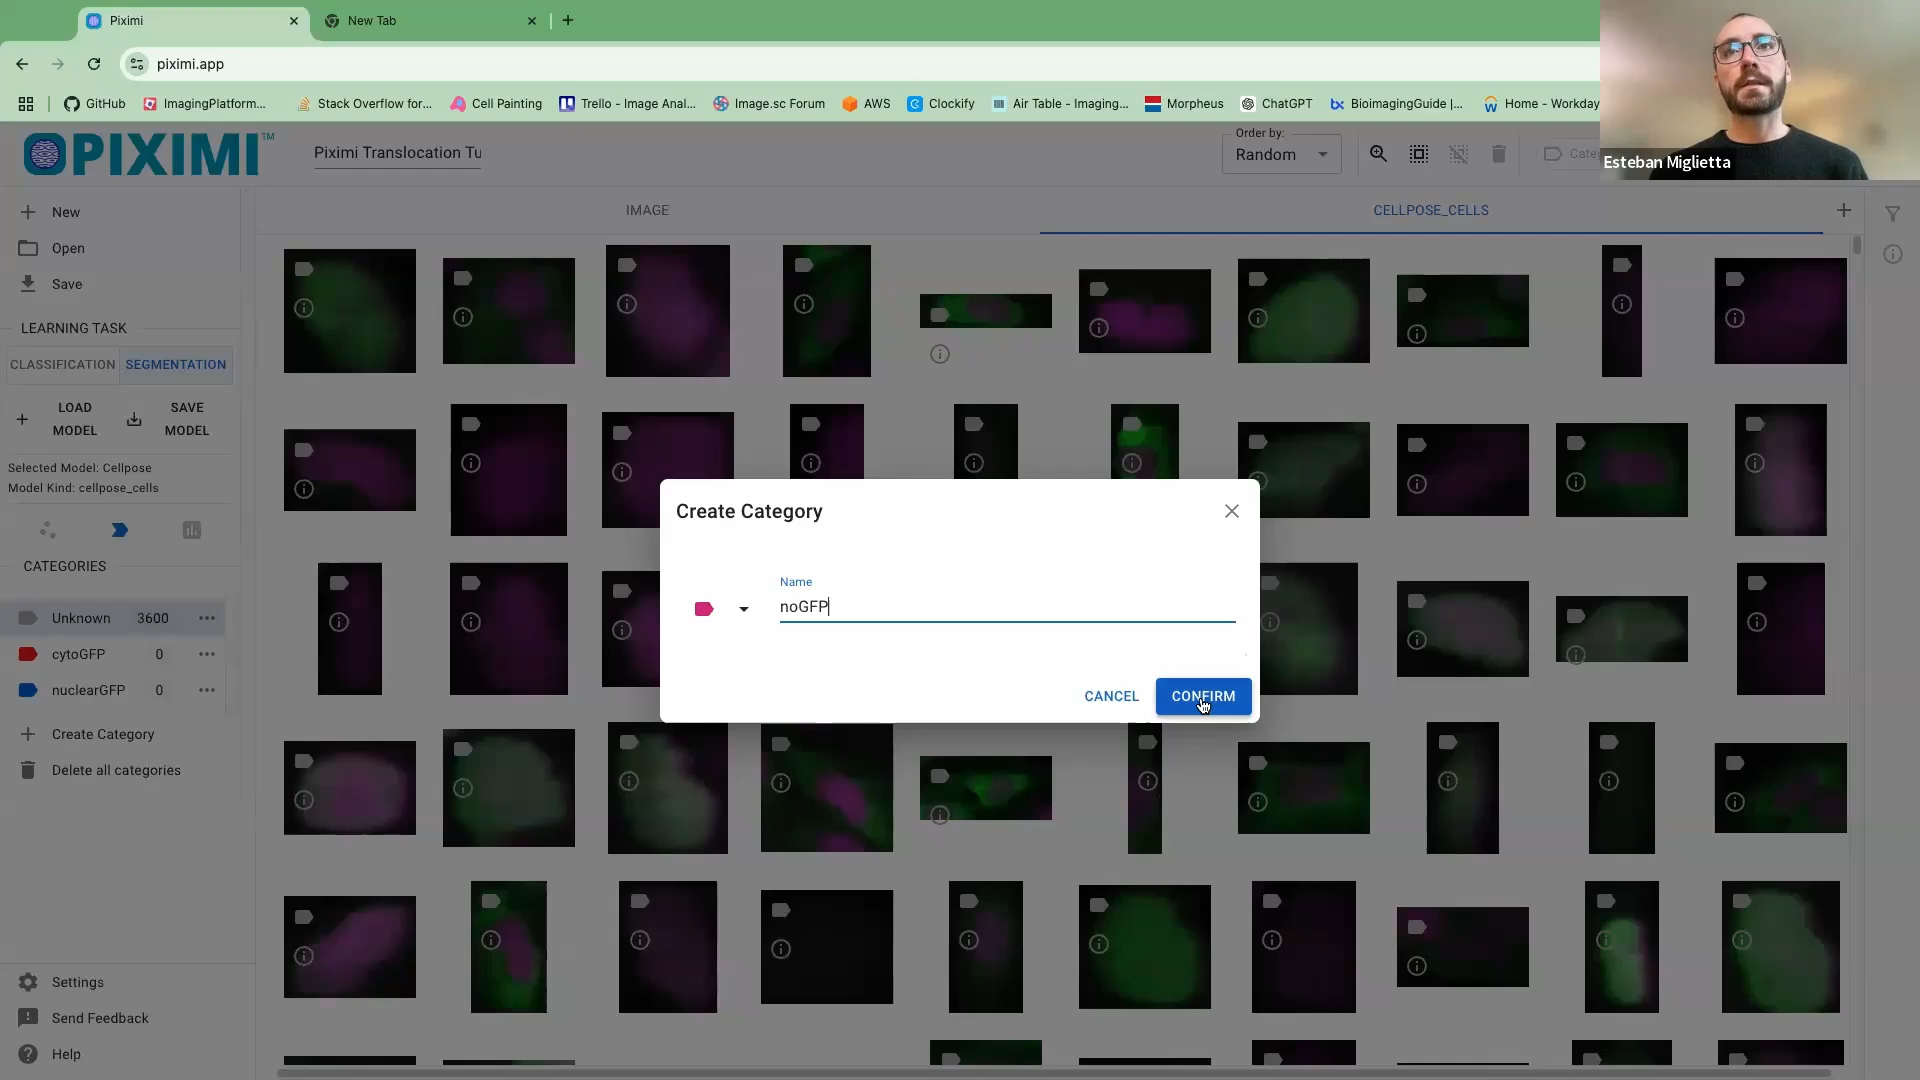 Piximi
New Tab
piximi.app
GitHub
ImagingPlatform...
Stack Overflow for...
Cell Painting
Trello - Image Anal...
Image.sc Forum
AWS
Clockify
Air Table - Imaging...
Morpheus
ChatGPT
BioimagingGuide |...
Home - Workday
Esteban Miglietta
PIXIMI™
Piximi Translocation Tu
Order by:
Random
Cate
New
Open
Save
LEARNING TASK
CLASSIFICATION
SEGMENTATION
LOAD
MODEL
SAVE
MODEL
Selected Model: Cellpose
Model Kind: cellpose_cells
CATEGORIES
Unknown 3600
cytoGFP 0
nuclearGFP 0
Create Category
Delete all categories
Settings
Send Feedback
Help
IMAGE
CELLPOSE_CELLS
Create Category
Name
noGFP
CANCEL
CONFIRM